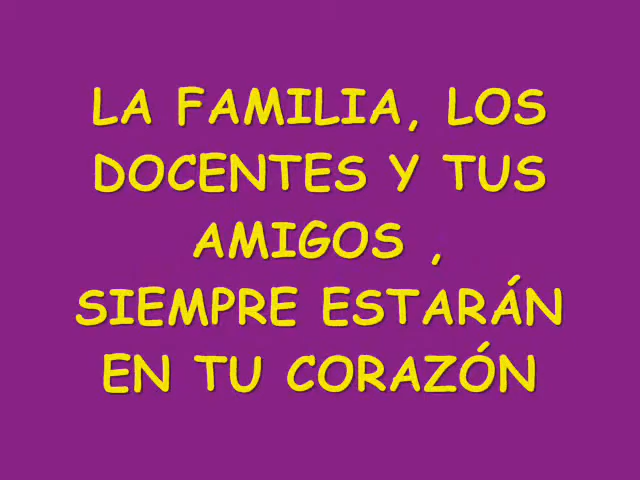 LA FAMILIA, LOS
DOCENTES Y TUS
AMIGOS ,
SIEMPRE ESTARÁN
EN TU CORAZÓN